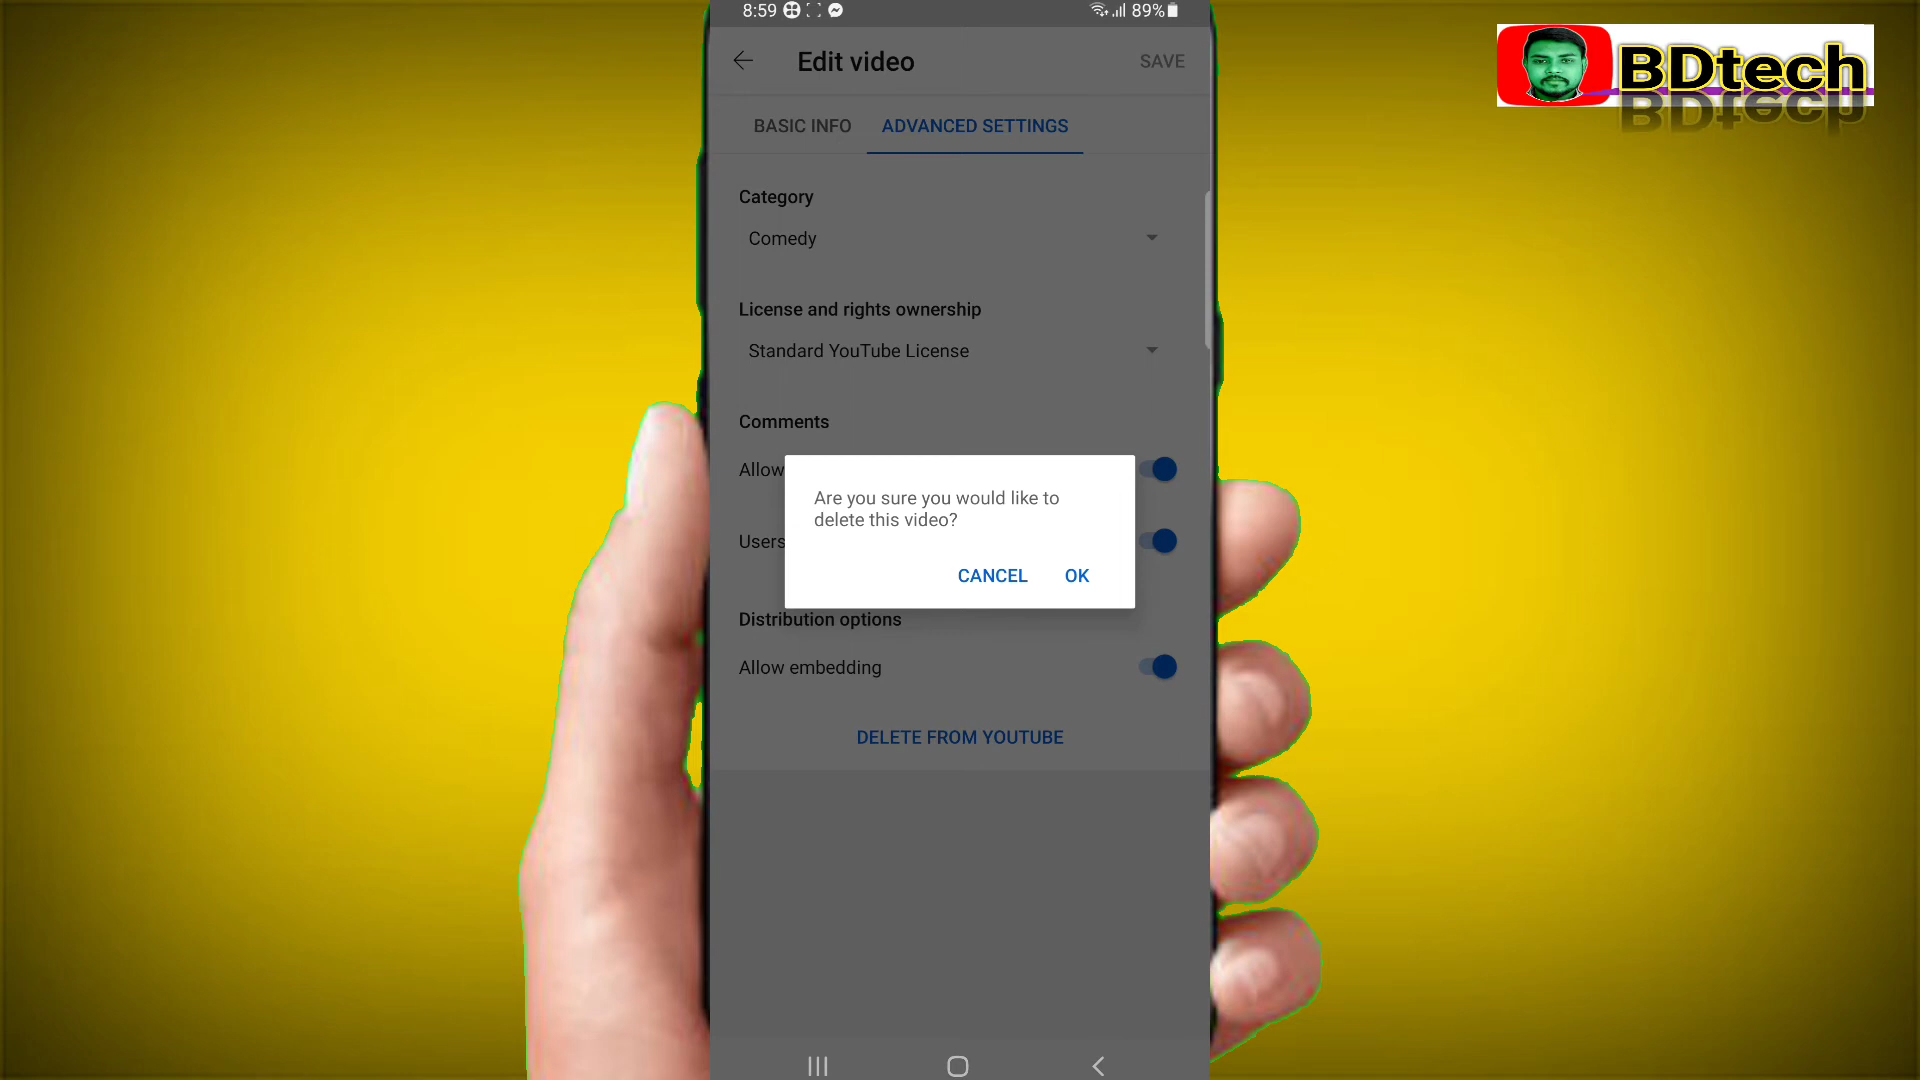 8:59
89%
BDtech
Edit video
SAVE
BASIC INFO
ADVANCED SETTINGS
Category
Comedy
License and rights ownership
Standard YouTube License
Comments
Allow
Are you sure you would like to
delete this video?
Users
CANCEL
OK
Distribution options
Allow embedding
DELETE FROM YOUTUBE